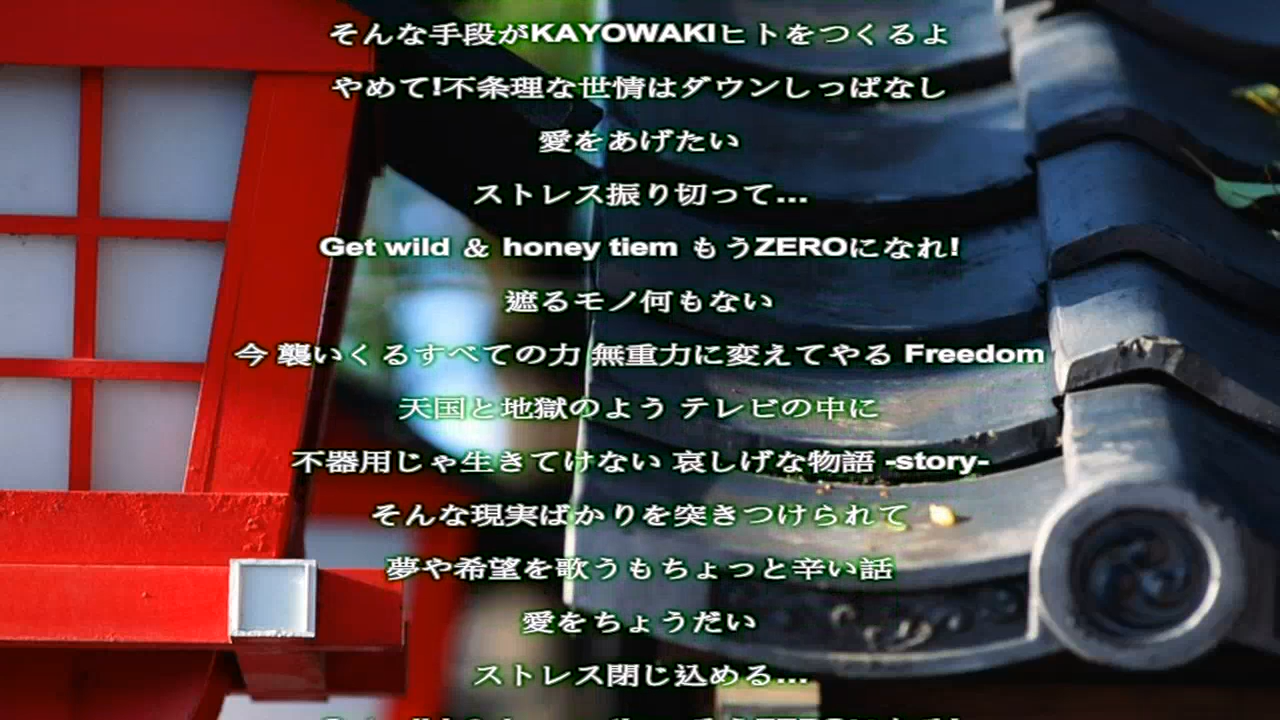 そんな手段がKAYOWAKIヒトをつくるよ
やめて!不条理な世情はダウンしっぱなし
愛をあげたい
ストレス振り切って...
Get wild ＆ honey tiem もうZEROになれ!
遮るモノ何もない
今 襲いくるすべての力 無重力に変えてやる Freedom
天国と地獄のよう テレビの中に
不器用じゃ生きてけない 哀しげな物語 -story-
そんな現実ばかりを突きつけられて
夢や希望を歌うもちょっと辛い話
愛をちょうだい
ストレス閉じ込める...